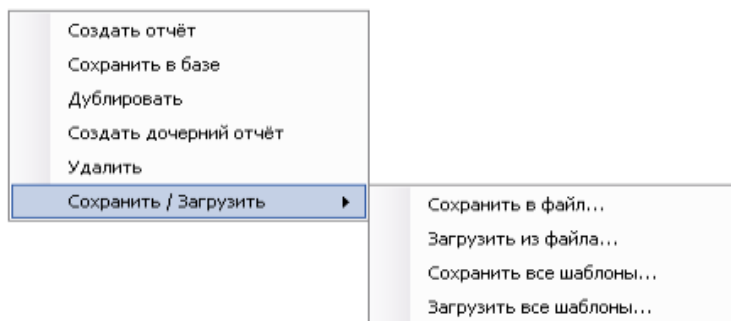 Создать отчёт
Сохранить в базе
Дублировать
Создать дочерний отчёт
Удалить
Сохранить / Загрузить
Сохранить в файл...
Загрузить из файла...
Сохранить все шаблоны...
Загрузить все шаблоны...